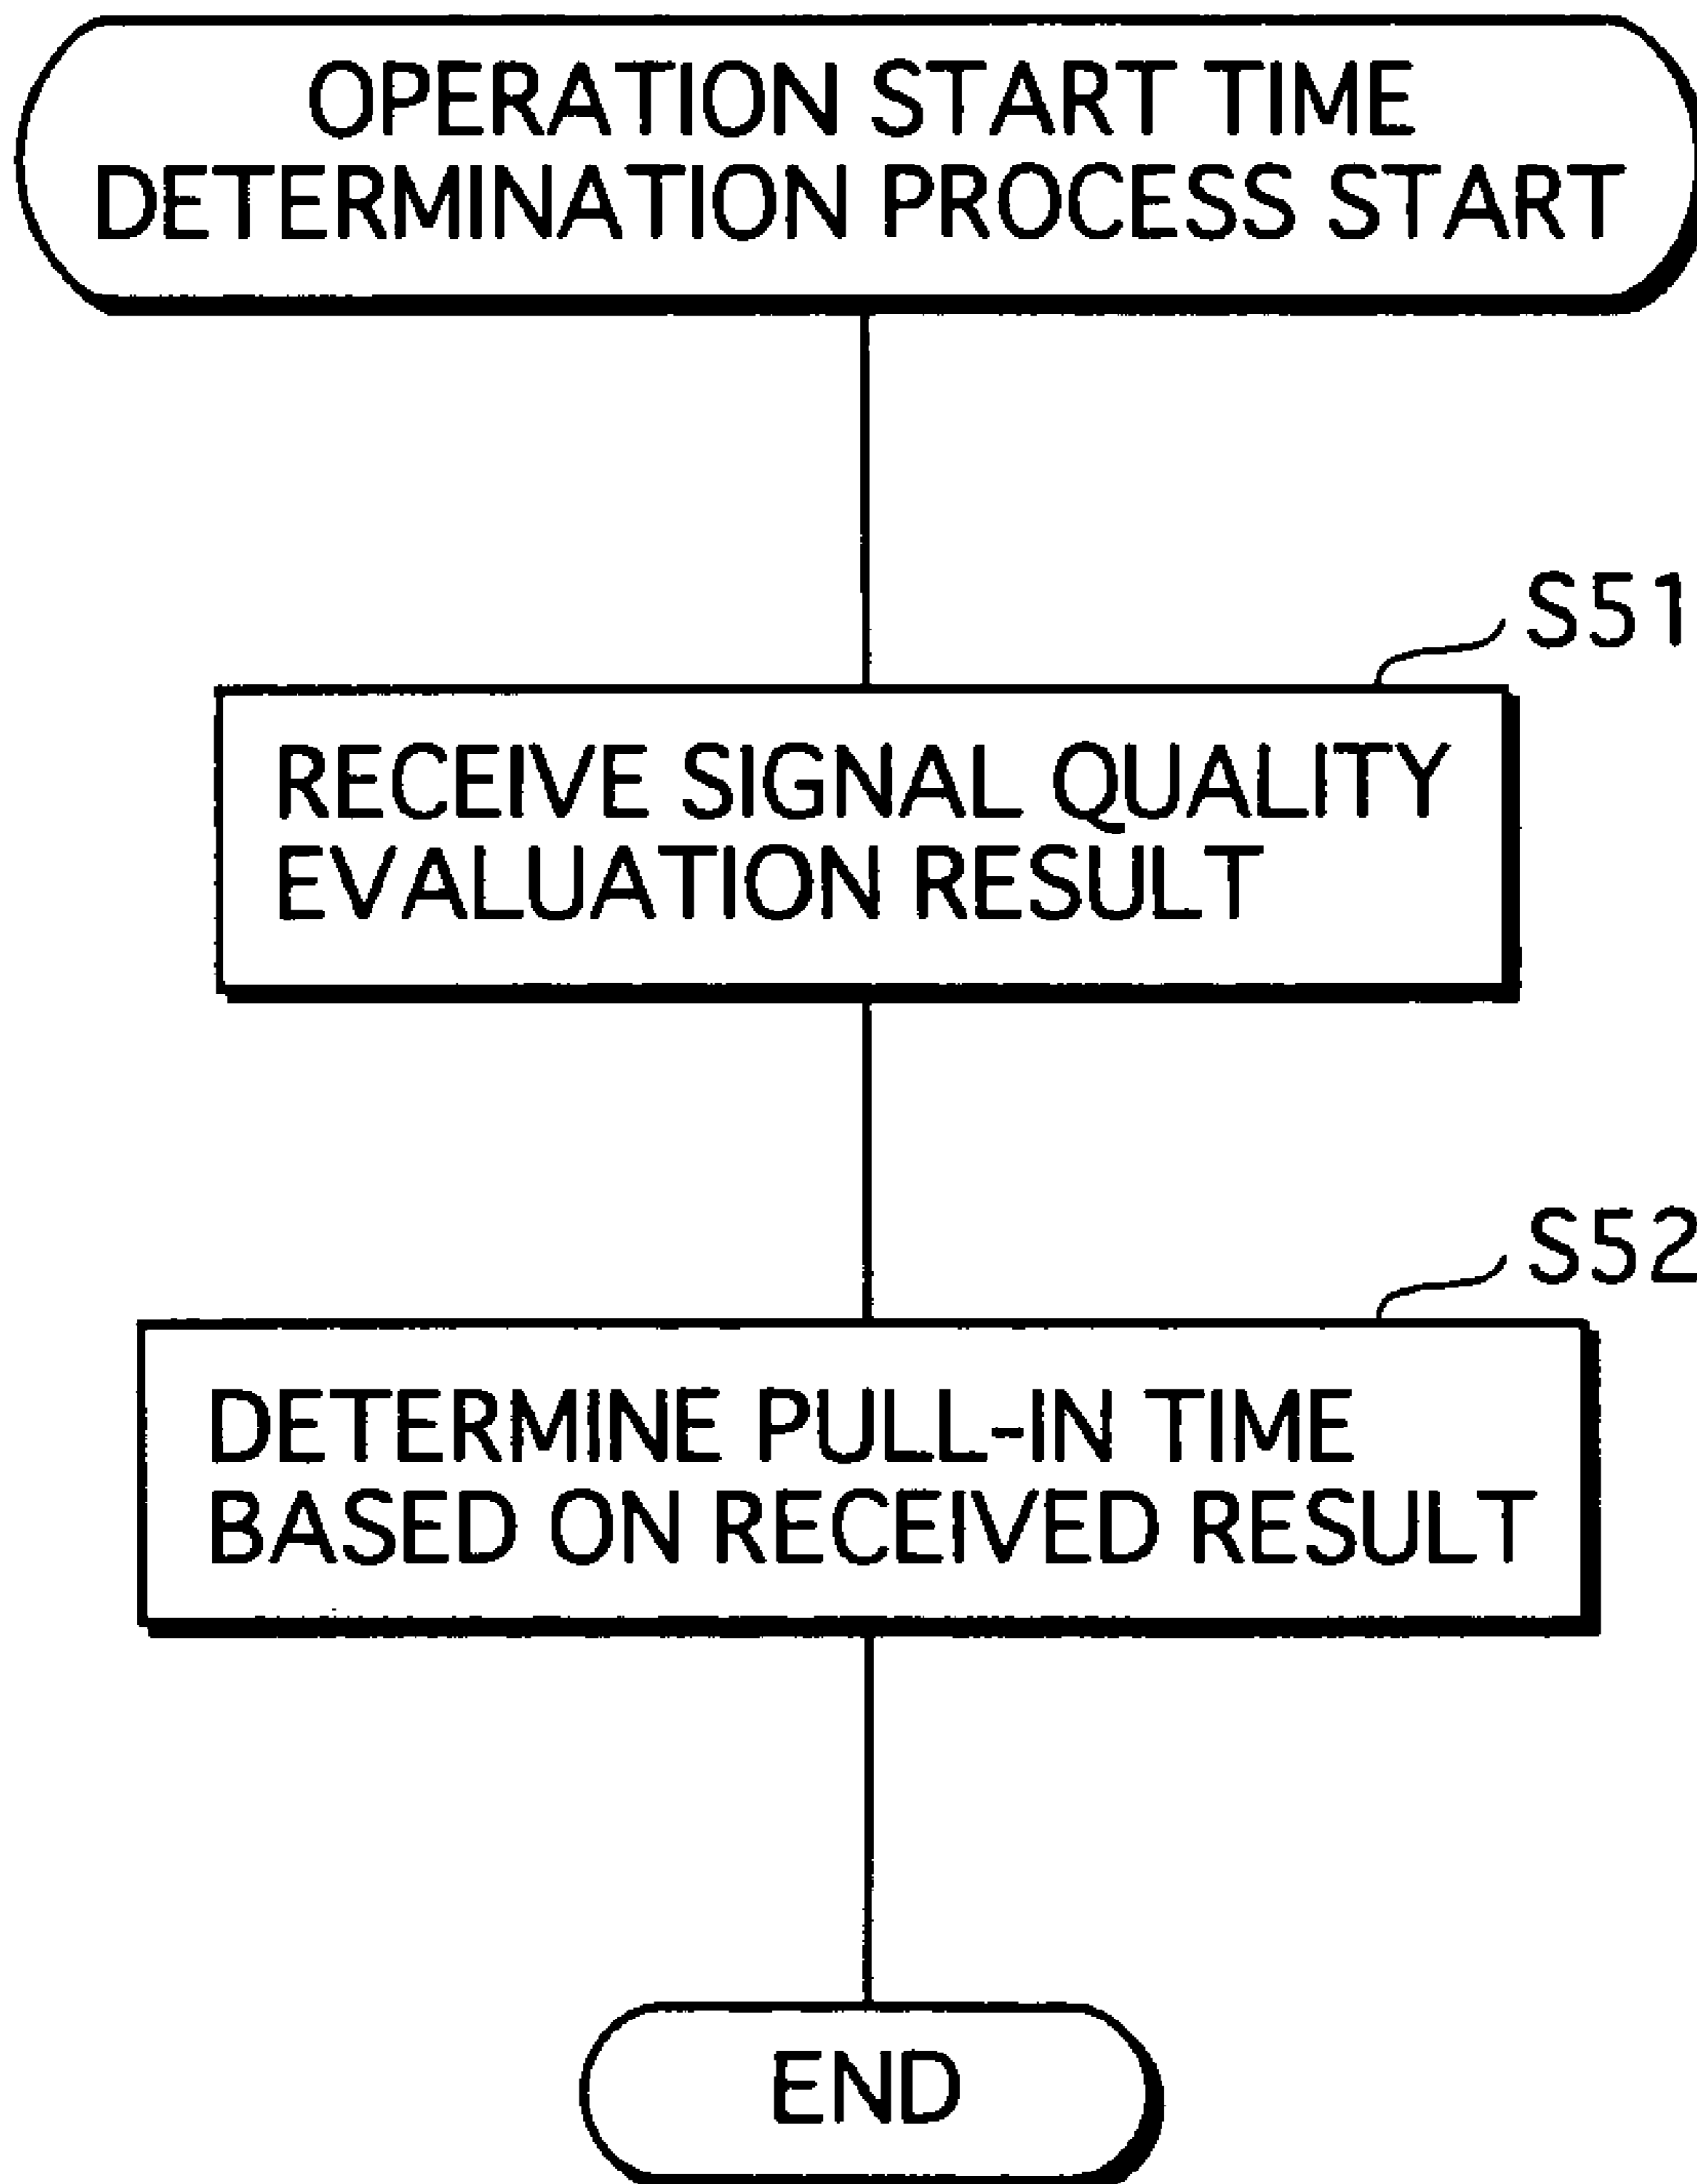 OPERATION START TIME
DETERMINATION PROCESS START
S51
RECEIVE SIGNAL QUALITY
EVALUATION RESULT
S52
DETERMINE PULL-IN TIME
BASED ON RECEIVED RESULT
END